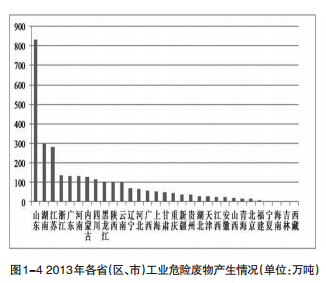 900
800
700
600
500
400
300
200
100
0
山东
湖南
江苏
浙江
广东
河南
内蒙古
四川
黑龙江
陕西
云南
辽宁
河北
广西
上海
甘肃
重庆
新疆
贵州
湖北
天津
江西
安徽
山西
青海
北京
福建
宁夏
海南
吉林
西藏
图1-4 2013年各省(区、市)工业危险废物产生情况(单位:万吨)